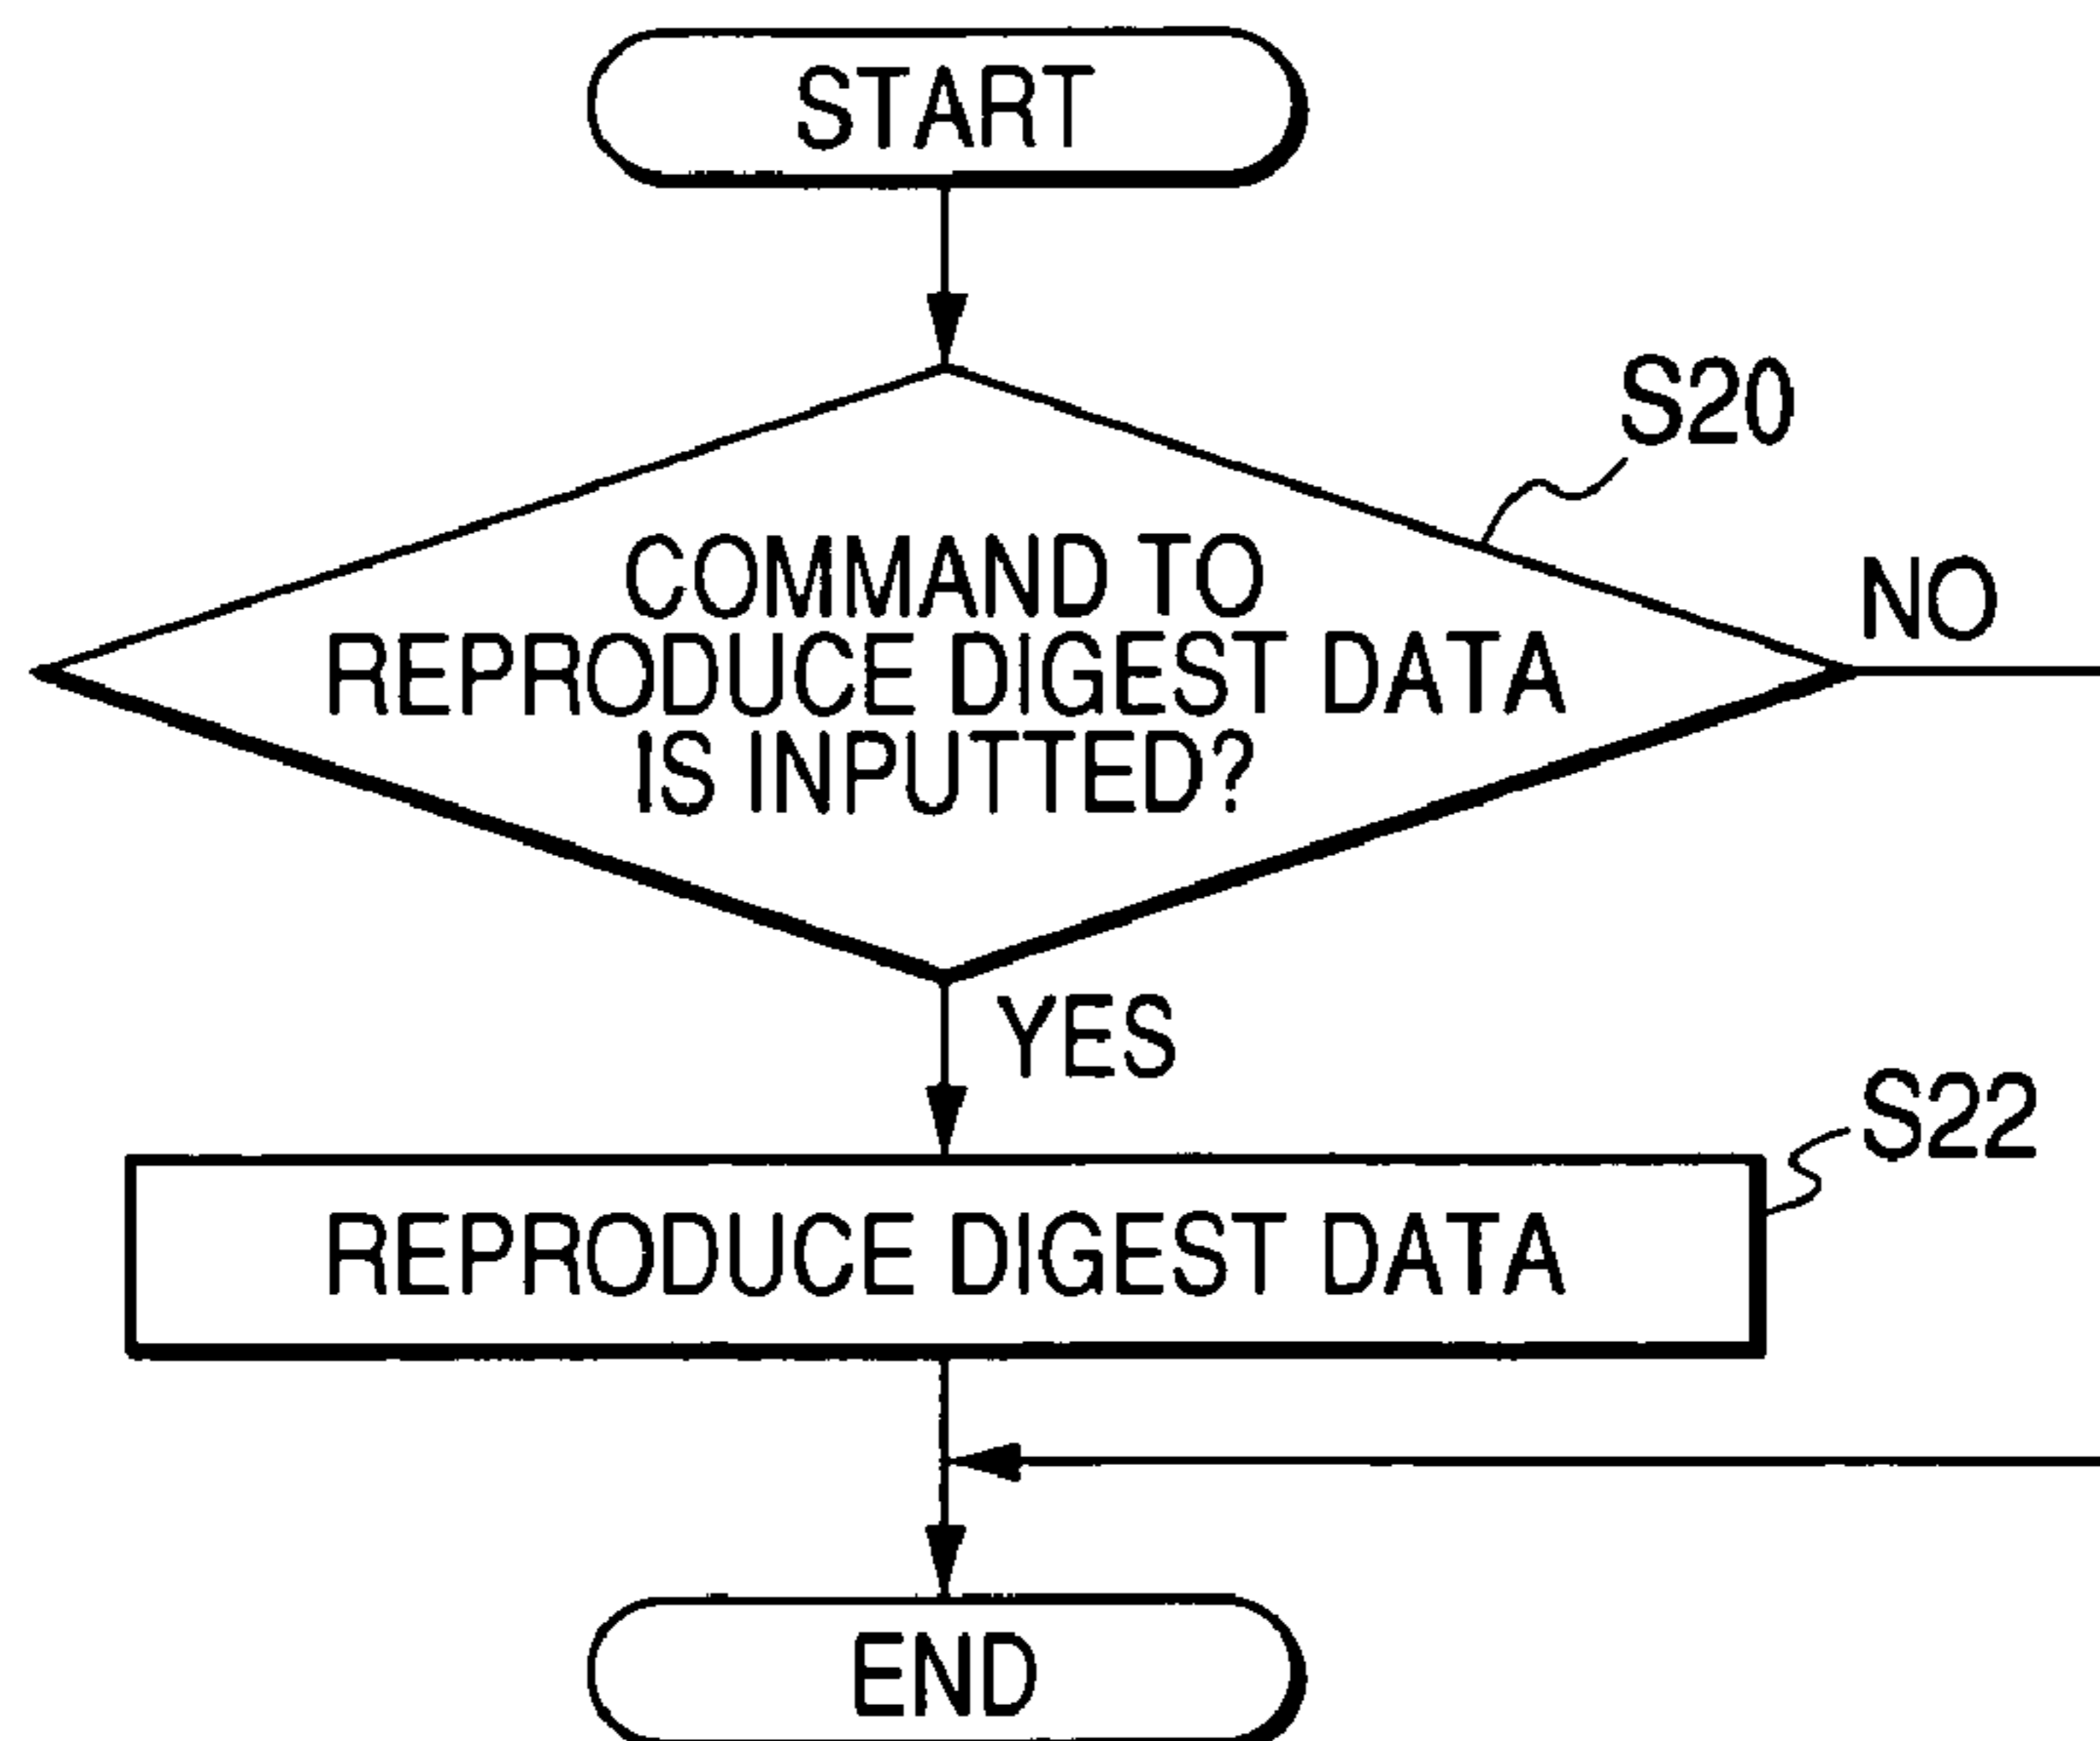 START
S20
COMMAND TO
REPRODUCE DIGEST DATA
IS INPUTTED?
NO
YES
S22
REPRODUCE DIGEST DATA
END